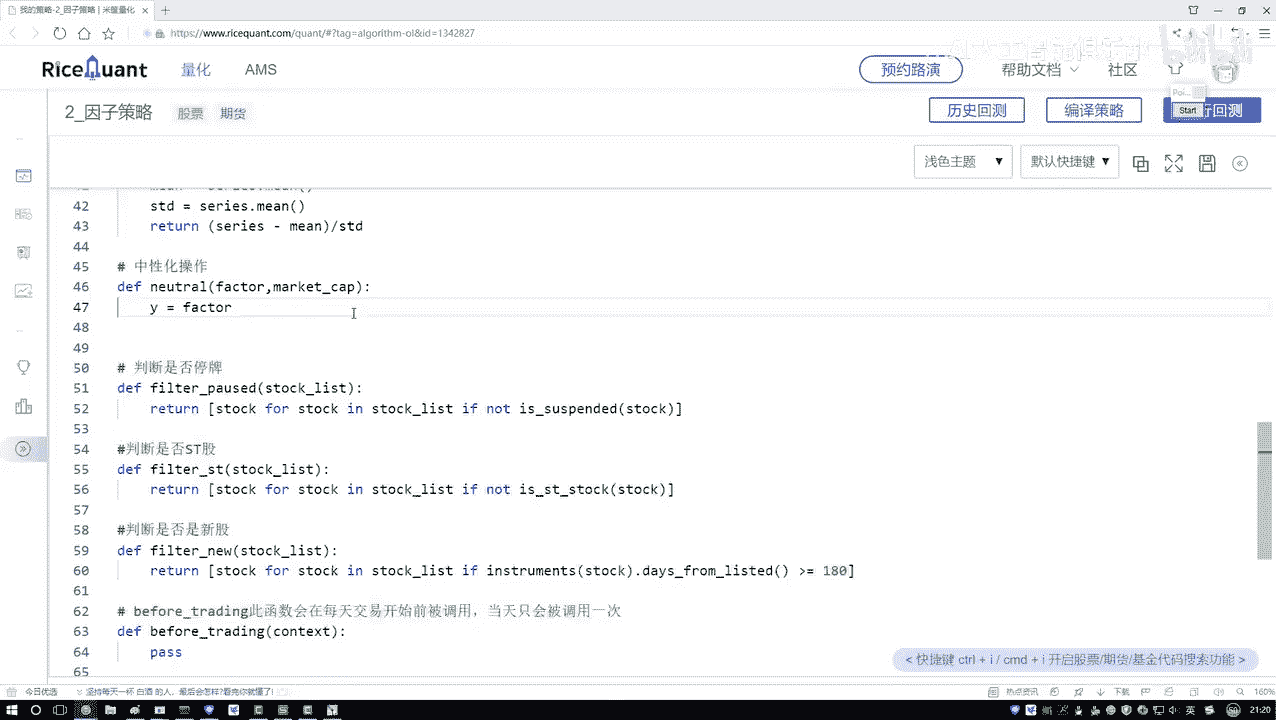 我的策略-2_因子策略 | 米筐量化
https://www.ricequant.com/quant/#?tag=algorithm-ol&id=1342827
RiceQuant 量化 AMS 预约路演 帮助文档 社区
2_因子策略 股票 期货 历史回测 编译策略 行回测
Poi...
Start
浅色主题 默认快捷键
42 std = series.mean()
43 return (series - mean)/std
44
45 # 中性化操作
46 def neutral(factor,market_cap):
47 y = factor
48
49
50 # 判断是否停牌
51 def filter_paused(stock_list):
52 return [stock for stock in stock_list if not is_suspended(stock)]
53
54 #判断是否ST股
55 def filter_st(stock_list):
56 return [stock for stock in stock_list if not is_st_stock(stock)]
57
58 #判断是否是新股
59 def filter_new(stock_list):
60 return [stock for stock in stock_list if instruments(stock).days_from_listed() >= 180]
61
62 # before_trading此函数会在每天交易开始前被调用，当天只会被调用一次
63 def before_trading(context):
64 pass
65
< 快捷键 ctrl + i / cmd + i 开启股票/期货/基金代码搜索功能 >
今日优选 坚持每天一杯 白酒 的人，最后会怎样?看完你就懂了! 热点资讯 下载 160%
英 21:20